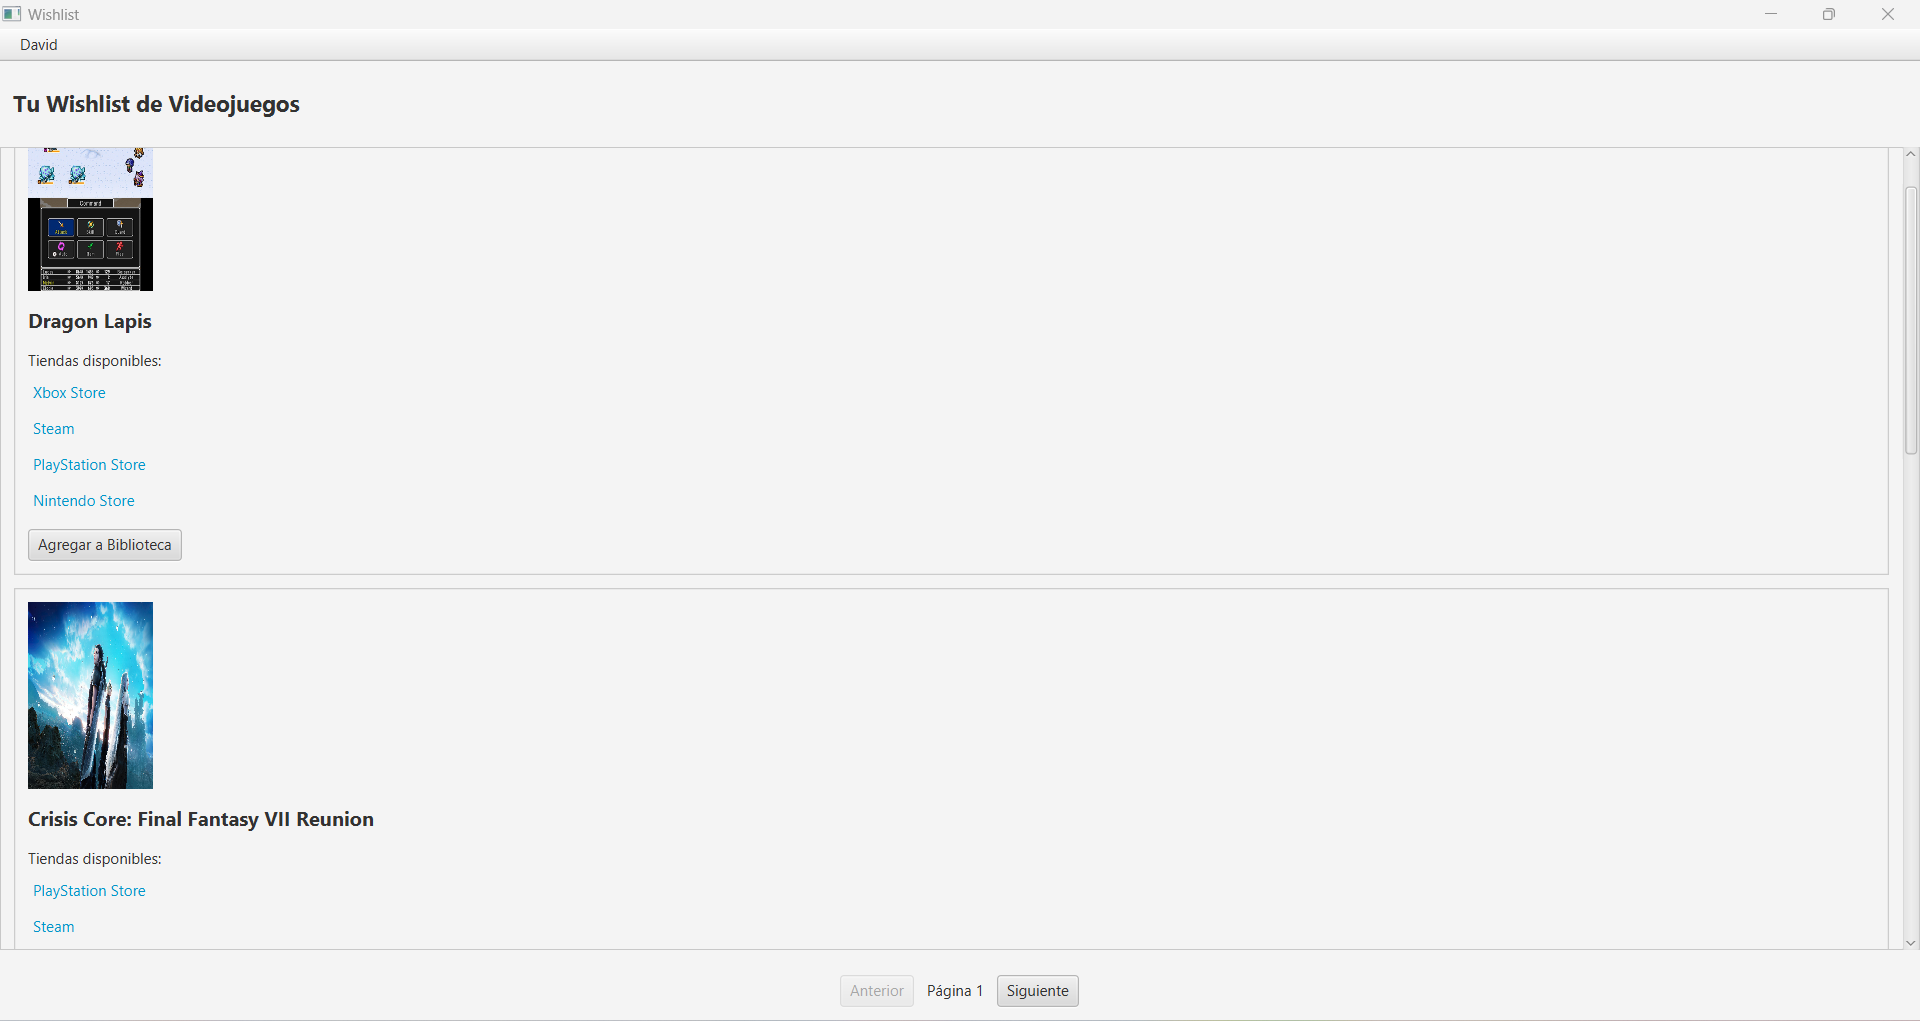 Wishlist
David
Tu Wishlist de Videojuegos
Command
Dragon Lapis
Tiendas disponibles:
Xbox Store
Steam
PlayStation Store
Nintendo Store
Agregar a Biblioteca
Crisis Core: Final Fantasy VII Reunion
Tiendas disponibles:
PlayStation Store
Steam
Anterior
Página 1
Siguiente